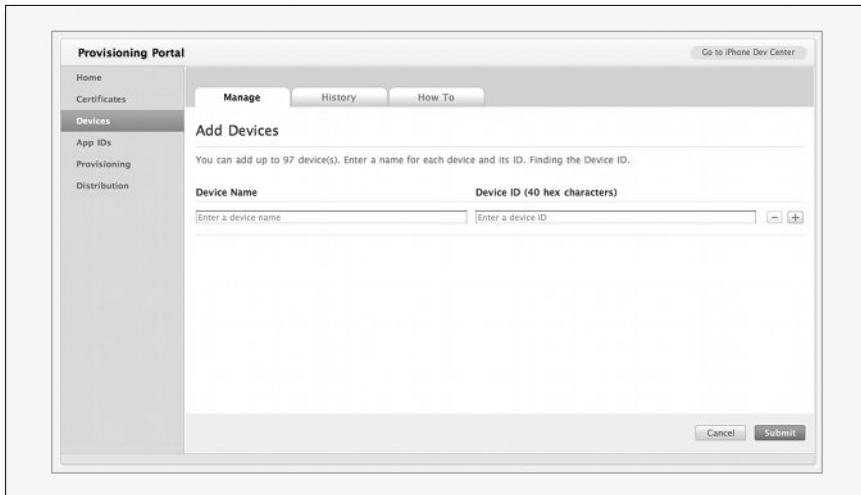 Provisioning Portal
Go to iPhone Dev Center
Home
Certificates
Devices
App IDs
Provisioning
Distribution
Manage
History
How To
Add Devices
You can add up to 97 device(s). Enter a name for each device and its ID. Finding the Device ID.
Device Name
Device ID (40 hex characters)
Enter a device name
Enter a device ID
- +
Cancel
Submit